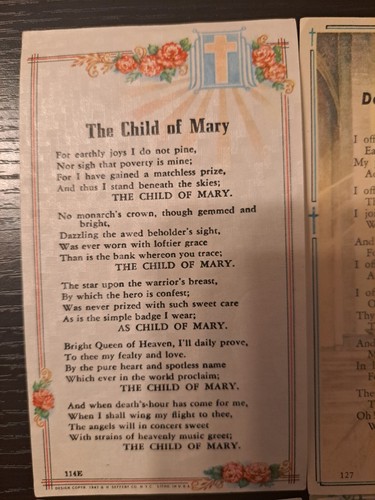 The Child of Mary
For earthly joys I do not pine,
Nor sigh that poverty is mine;
For I have gained a matchless prize,
And thus I stand beneath the skies;
THE CHILD OF MARY.
No monarch's crown, though gemmed and
bright,
Dazzling the awed beholder's sight,
Was ever worn with loftier grace
Than is the bank whereon you trace;
THE CHILD OF MARY.
The star upon the warrior's breast,
By which the hero is confest;
Was never prized with such sweet care
As is the simple badge I wear;
AS CHILD OF MARY.
Bright Queen of Heaven, I'll daily prove,
To thee my fealty and love.
By the pure heart and spotless name
Which ever in the world proclaim;
THE CHILD OF MARY.
And when death's-hour has come for me,
When I shall wing my flight to thee,
The angels will in concert sweet
With strains of heavenly music greet;
THE CHILD OF MARY.
114E
I
My
I
I
And
I
Thy
And
In
The
127